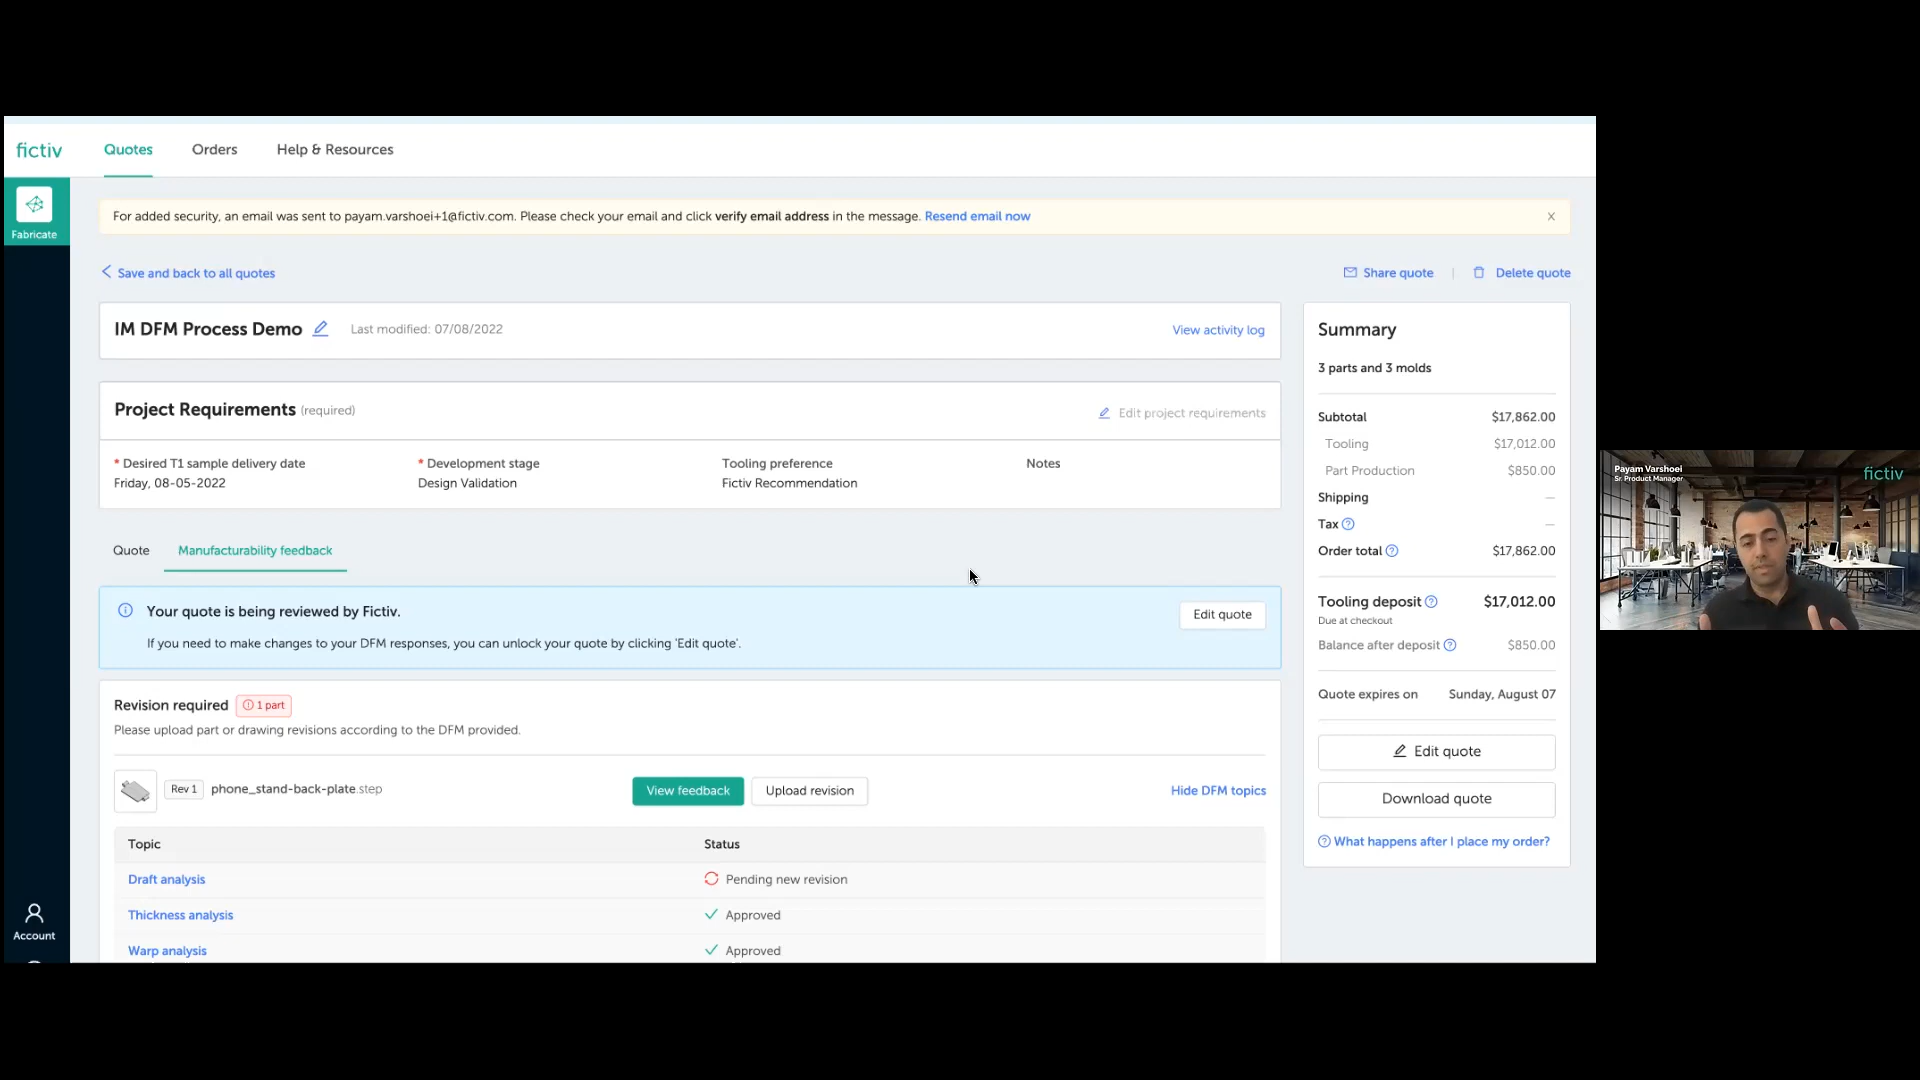 fictiv
Quotes
Orders
Help & Resources
Fabricate
For added security, an email was sent to payam.varshoei+1@fictiv.com. Please check your email and click verify email address in the message. Resend email now
x
Save and back to all quotes
Share quote
Delete quote
IM DFM Process Demo
Last modified: 07/08/2022
View activity log
Project Requirements (required)
Edit project requirements
* Desired T1 sample delivery date
Friday, 08-05-2022
* Development stage
Design Validation
Tooling preference
Fictiv Recommendation
Notes
Quote
Manufacturability feedback
Your quote is being reviewed by Fictiv.
If you need to make changes to your DFM responses, you can unlock your quote by clicking 'Edit quote'.
Edit quote
Revision required
1 part
Please upload part or drawing revisions according to the DFM provided.
Rev 1
phone_stand-back-plate.step
View feedback
Upload revision
Hide DFM topics
Topic
Status
Draft analysis
Pending new revision
Thickness analysis
Approved
Warp analysis
Approved
Account
Summary
3 parts and 3 molds
Subtotal $17,862.00
Tooling $17,012.00
Part Production $850.00
Shipping —
Tax —
Order total $17,862.00
Tooling deposit $17,012.00
Due at checkout
Balance after deposit $850.00
Quote expires on Sunday, August 07
Edit quote
Download quote
What happens after I place my order?
Payam Varshoei
Sr. Product Manager
fictiv